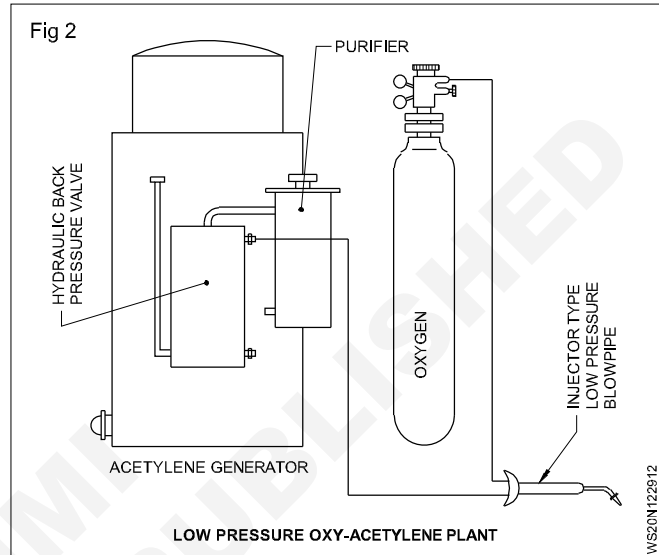 Fig 2
PURIFIER
HYDRAULIC BACK
PRESSURE VALVE
OXYGEN
INJECTOR TYPE
LOW PRESSURE
BLOWPIPE
ACETYLENE GENERATOR
LOW PRESSURE OXY-ACETYLENE PLANT
WS20N122912